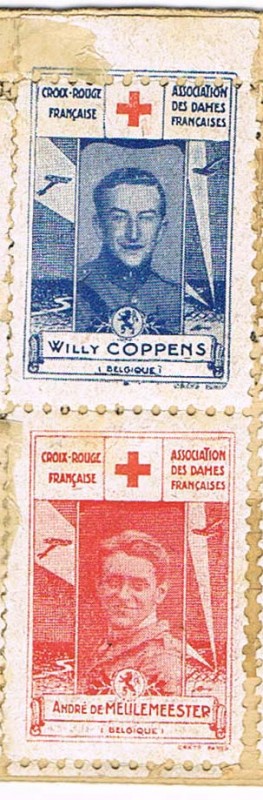 CROIX-ROUGE FRANÇAISE
ASSOCIATION DES DAMES FRANÇAISES
WILLY COPPENS
(BELGIQUE)
CROIX-ROUGE FRANÇAISE
ASSOCIATION DES DAMES FRANÇAISES
ANDRÉ DE MEULEMEESTER
(BELGIQUE)